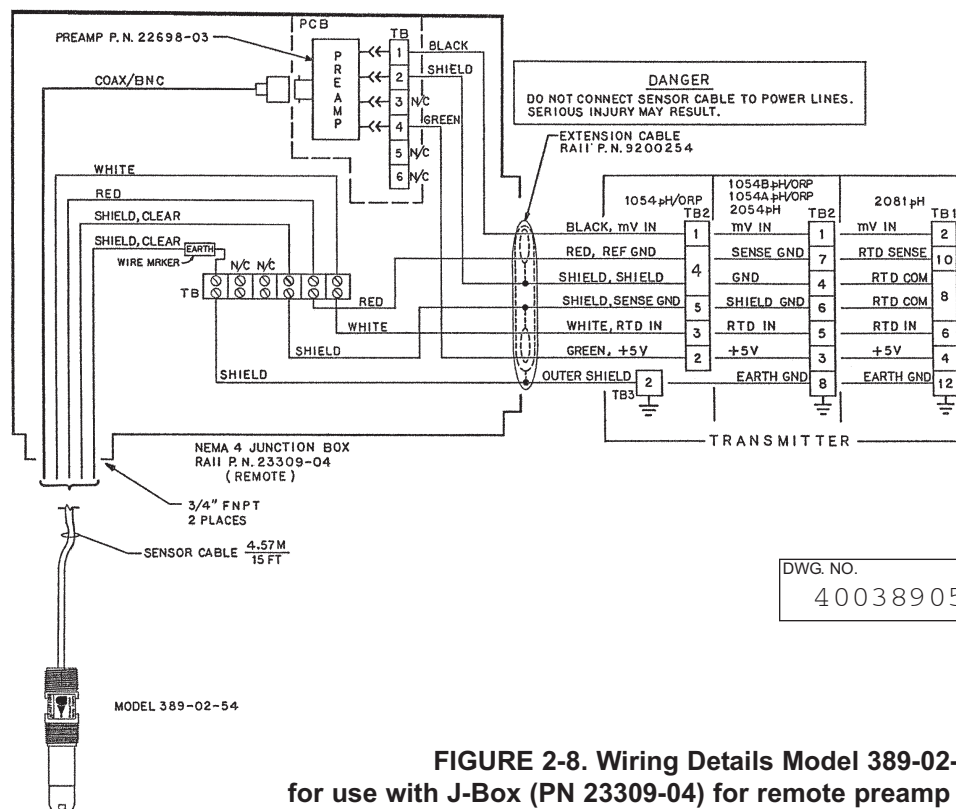 PCB
TB
PREAMP P.N. 22698-03
PREAMP
1
2
3
4
5
6
BLACK
SHIELD
N/C
GREEN
N/C
N/C
COAX/BNC
DANGER
DO NOT CONNECT SENSOR CABLE TO POWER LINES.
SERIOUS INJURY MAY RESULT.
EXTENSION CABLE
RAII P.N. 9200254
WHITE
RED
SHIELD, CLEAR
SHIELD, CLEAR
EARTH
WIRE MRKER
N/C N/C
TB
RED
WHITE
SHIELD
SHIELD
1054 pH/ORP
TB2
1054B pH/ORP
1054A pH/ORP
2054 pH
TB2
2081 pH
TB1
BLACK, mV IN 1 mV IN 1 mV IN 2
RED, REF GND 4 SENSE GND 7 RTD SENSE 10
SHIELD, SHIELD GND 4 RTD COM 8
SHIELD, SENSE GND 5 SHIELD GND 6 RTD COM
WHITE, RTD IN 3 RTD IN 5 RTD IN 6
GREEN, +5V 2 +5V 3 +5V 4
OUTER SHIELD 2 EARTH GND 8 EARTH GND 12
TB3
TRANSMITTER
NEMA 4 JUNCTION BOX
RAII P.N. 23309-04
(REMOTE)
3/4" FNPT
2 PLACES
SENSOR CABLE 4.57M
15 FT
DWG. NO.
40038905
MODEL 389-02-54
FIGURE 2-8. Wiring Details Model 389-02-
for use with J-Box (PN 23309-04) for remote preamp